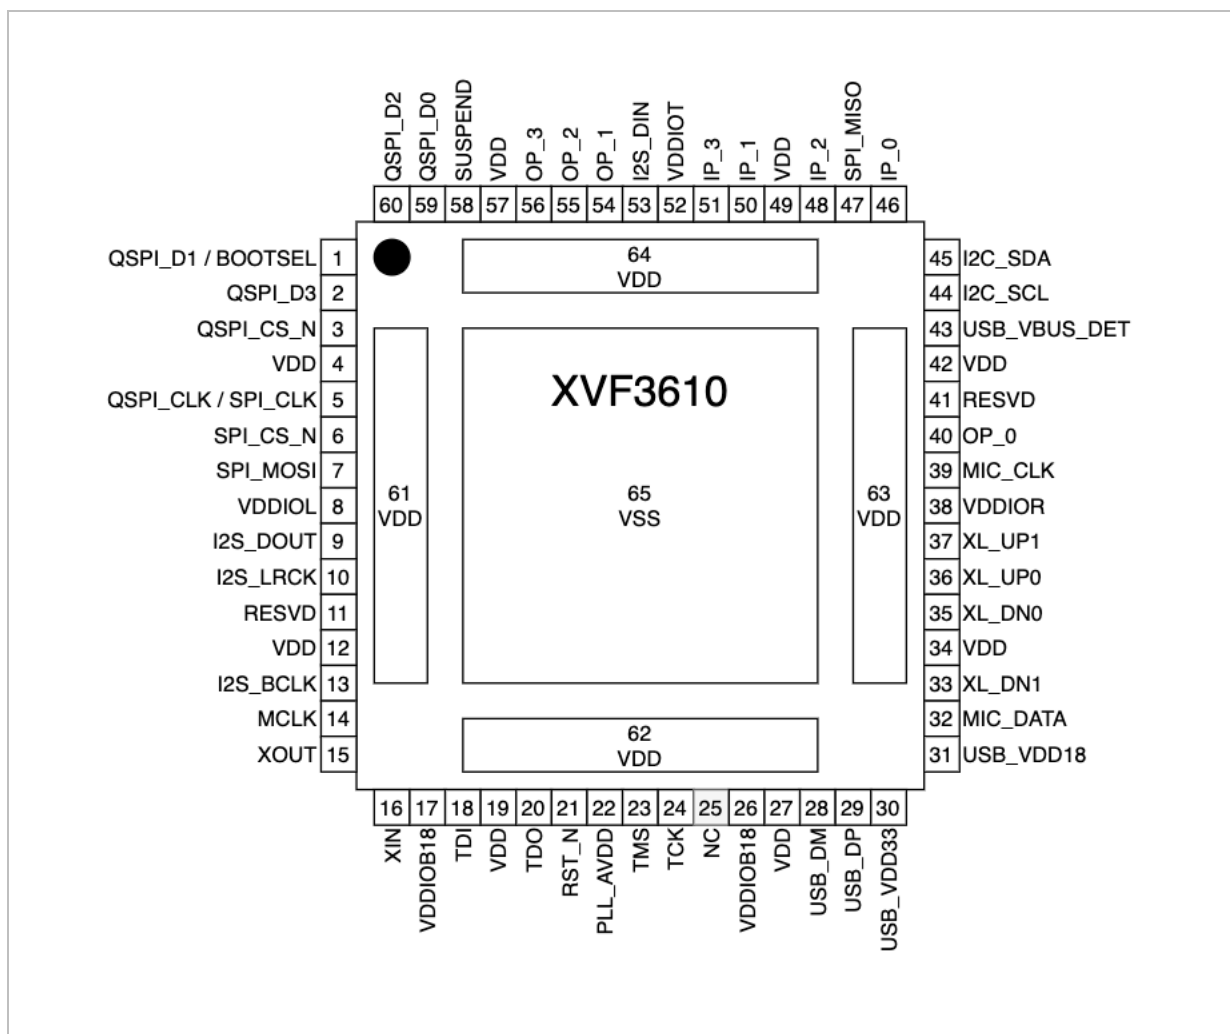 QSPI_D2 QSPI_D0 SUSPEND VDD OP_3 OP_2 OP_1 I2S_DIN VDDIOT IP_3 IP_1 VDD IP_2 SPI_MISO IP_0
60 59 58 57 56 55 54 53 52 51 50 49 48 47 46
QSPI_D1 / BOOTSEL 1
QSPI_D3 2
QSPI_CS_N 3
VDD 4
QSPI_CLK / SPI_CLK 5
SPI_CS_N 6
SPI_MOSI 7
VDDIOL 8
I2S_DOUT 9
I2S_LRCK 10
RESVD 11
VDD 12
I2S_BCLK 13
MCLK 14
XOUT 15
64
VDD
XVF3610
61
VDD
65
VSS
63
VDD
62
VDD
45 I2C_SDA
44 I2C_SCL
43 USB_VBUS_DET
42 VDD
41 RESVD
40 OP_0
39 MIC_CLK
38 VDDIOR
37 XL_UP1
36 XL_UP0
35 XL_DN0
34 VDD
33 XL_DN1
32 MIC_DATA
31 USB_VDD18
16 17 18 19 20 21 22 23 24 25 26 27 28 29 30
XIN VDDIOB18 TDI VDD TDO RST_N PLL_AVDD TMS TCK NC VDDIOB18 VDD USB_DM USB_DP USB_VDD33